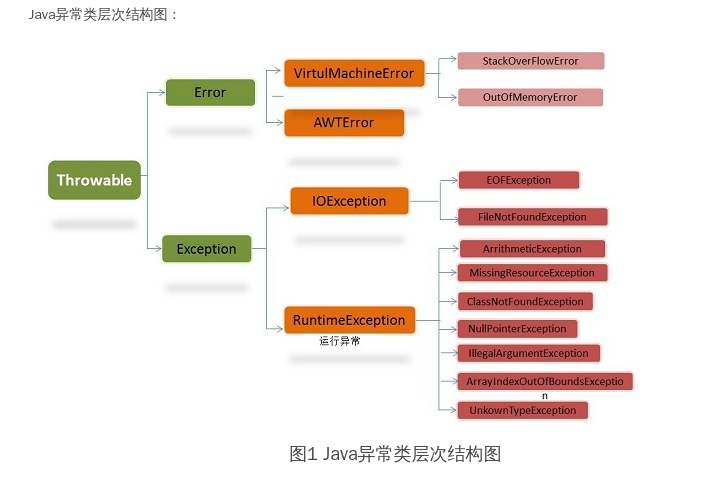 Java异常类层次结构图：
Throwable
Error
VirtulMachineError
StackOverFlowError
OutOfMemoryError
AWTError
Exception
IOException
EOFException
FileNotFoundException
RuntimeException
运行异常
ArrithmeticException
MissingResourceException
ClassNotFoundException
NullPointerException
IllegalArgumentException
ArrayIndexOutOfBoundsExceptio
n
UnkownTypeException
图1 Java异常类层次结构图